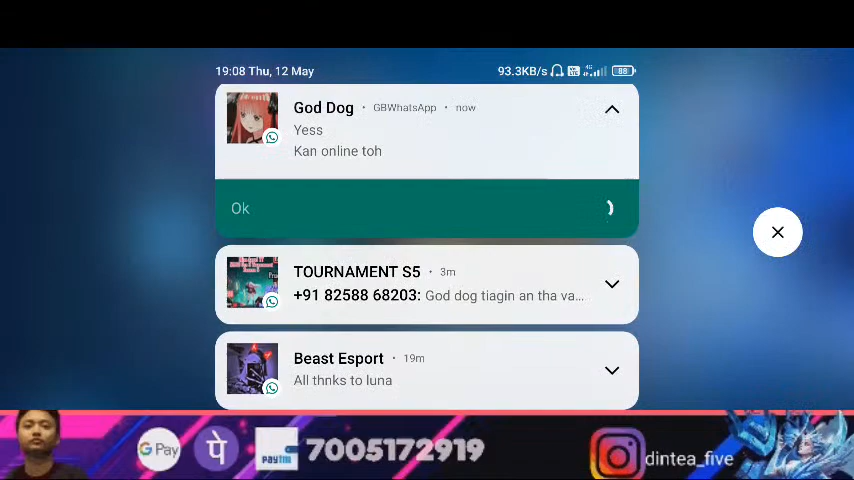 19:08 Thu, 12 May
93.3KB/s 4G 88
God Dog · GBWhatsApp · now
Yess
Kan online toh
Ok
TOURNAMENT S5 · 3m
+91 82588 68203: God dog tiagin an tha va...
Beast Esport · 19m
All thnks to luna
G Pay पे paytm 7005172919 dintea_five